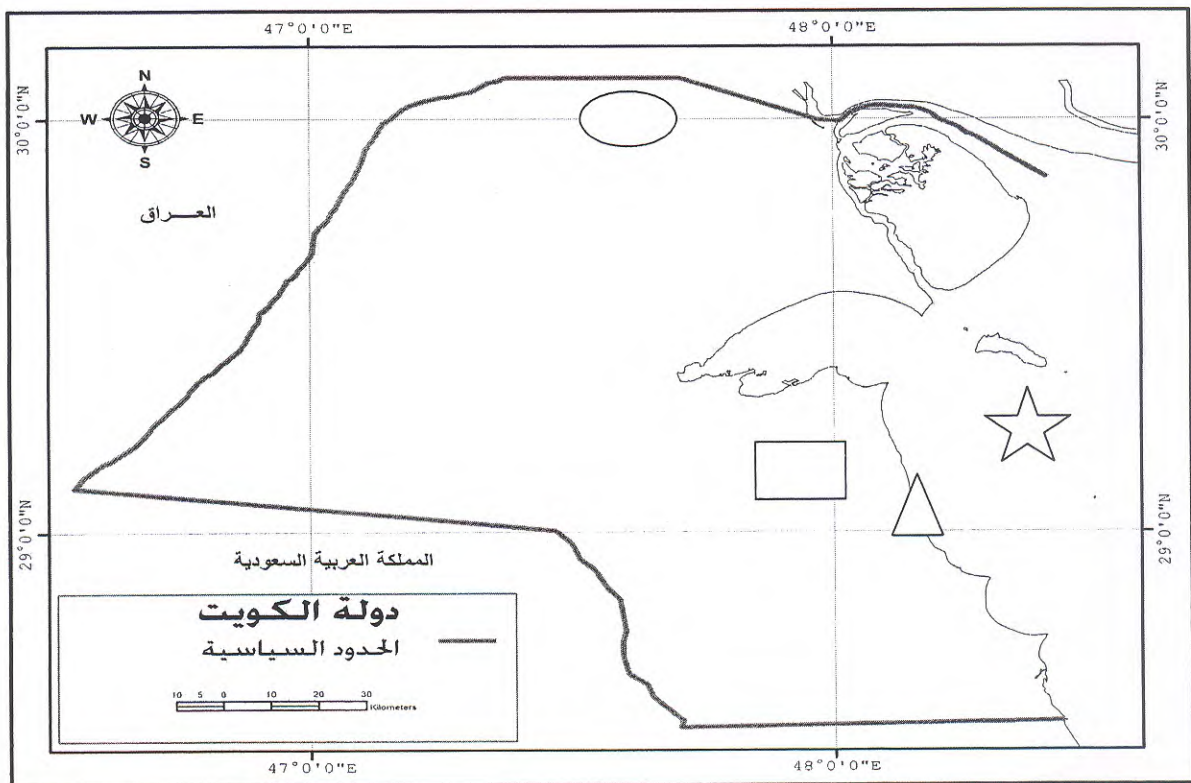 47°0'0"E 48°0'0"E
N
W E
S
30°0'0"N 30°0'0"N
العـــراق
29°0'0"N 29°0'0"N
المملكة العربية السعودية
دولة الكويت
الحدود السياسية
10 5 0 10 20 30
Kilometers
47°0'0"E 48°0'0"E